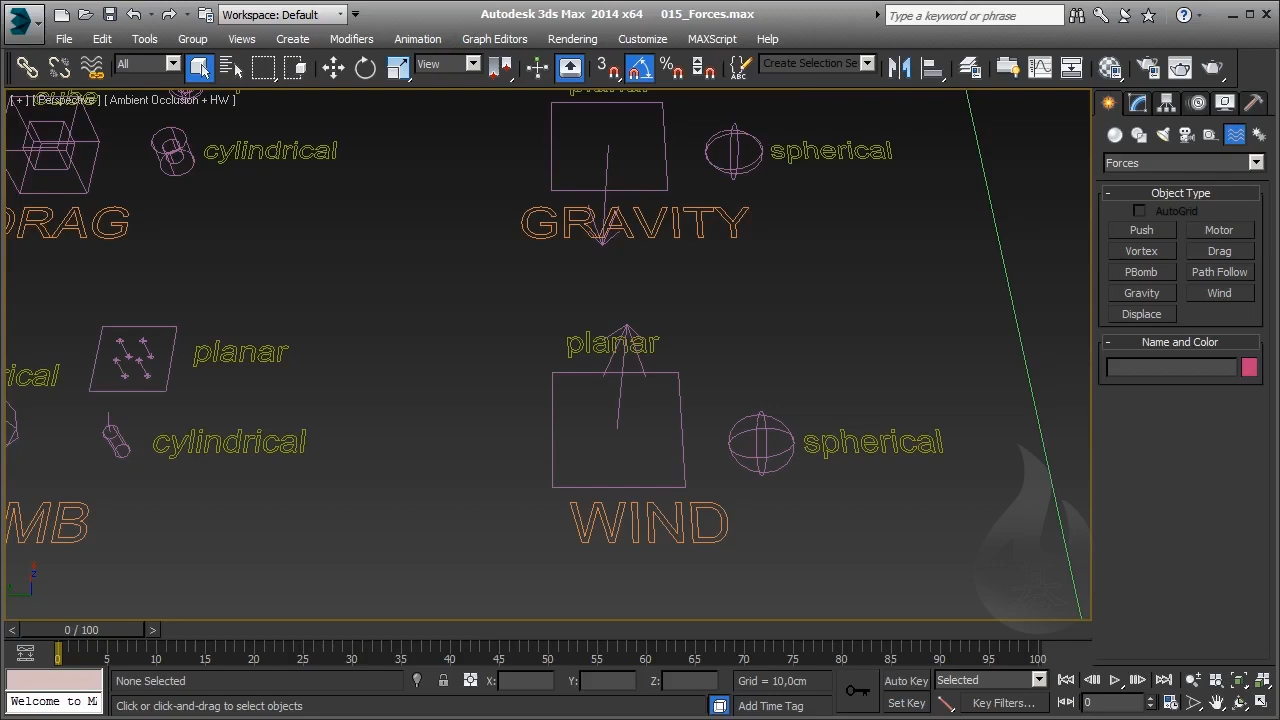 Workspace: Default
Autodesk 3ds Max 2014 x64 015_Forces.max
Type a keyword or phrase
File Edit Tools Group Views Create Modifiers Animation Graph Editors Rendering Customize MAXScript Help
All
View
3
Create Selection Se
[ + ] [ Perspective ] [ Ambient Occlusion + HW ]
cube
planar
cylindrical
spherical
DRAG
GRAVITY
Forces
- Object Type
AutoGrid
Push Motor
Vortex Drag
PBomb Path Follow
Gravity Wind
Displace
- Name and Color
planar
planar
rical
cylindrical
spherical
MB
WIND
z
< 0 / 100 >
0 5 10 15 20 25 30 35 40 45 50 55 60 65 70 75 80 85 90 95 100
None Selected
X: Y: Z:
Grid = 10,0cm
Auto Key
Selected
Welcome to M
Click or click-and-drag to select objects
Add Time Tag
Set Key
Key Filters...
0